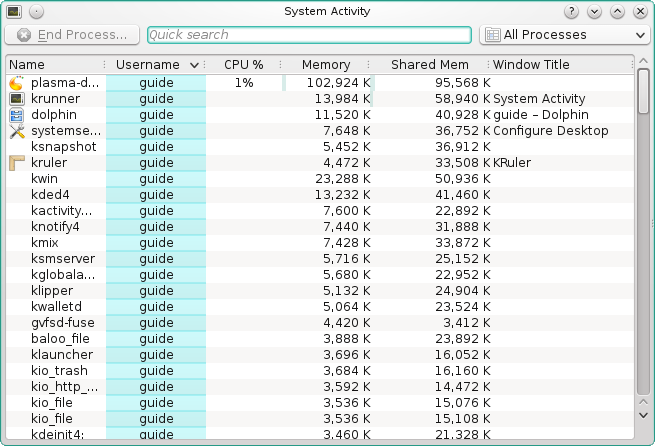 System Activity
End Process... Quick search All Processes
Name Username CPU % Memory Shared Mem Window Title
plasma-d... guide 1% 102,924 K 95,568 K
krunner guide 13,984 K 58,940 K System Activity
dolphin guide 11,520 K 40,928 K guide – Dolphin
systemse... guide 7,648 K 36,752 K Configure Desktop
ksnapshot guide 5,452 K 36,912 K
kruler guide 4,472 K 33,508 K KRuler
kwin guide 23,288 K 50,936 K
kded4 guide 13,232 K 41,460 K
kactivity... guide 7,600 K 22,892 K
knotify4 guide 7,440 K 31,888 K
kmix guide 7,428 K 33,872 K
ksmserver guide 5,716 K 25,152 K
kglobala... guide 5,680 K 22,952 K
klipper guide 5,132 K 24,904 K
kwalletd guide 5,064 K 23,524 K
gvfsd-fuse guide 4,420 K 3,412 K
baloo_file guide 3,888 K 23,892 K
klauncher guide 3,696 K 16,052 K
kio_trash guide 3,684 K 16,160 K
kio_http_... guide 3,592 K 14,472 K
kio_file guide 3,536 K 15,076 K
kio_file guide 3,536 K 15,108 K
kdeinit4: guide 3,460 K 21,328 K